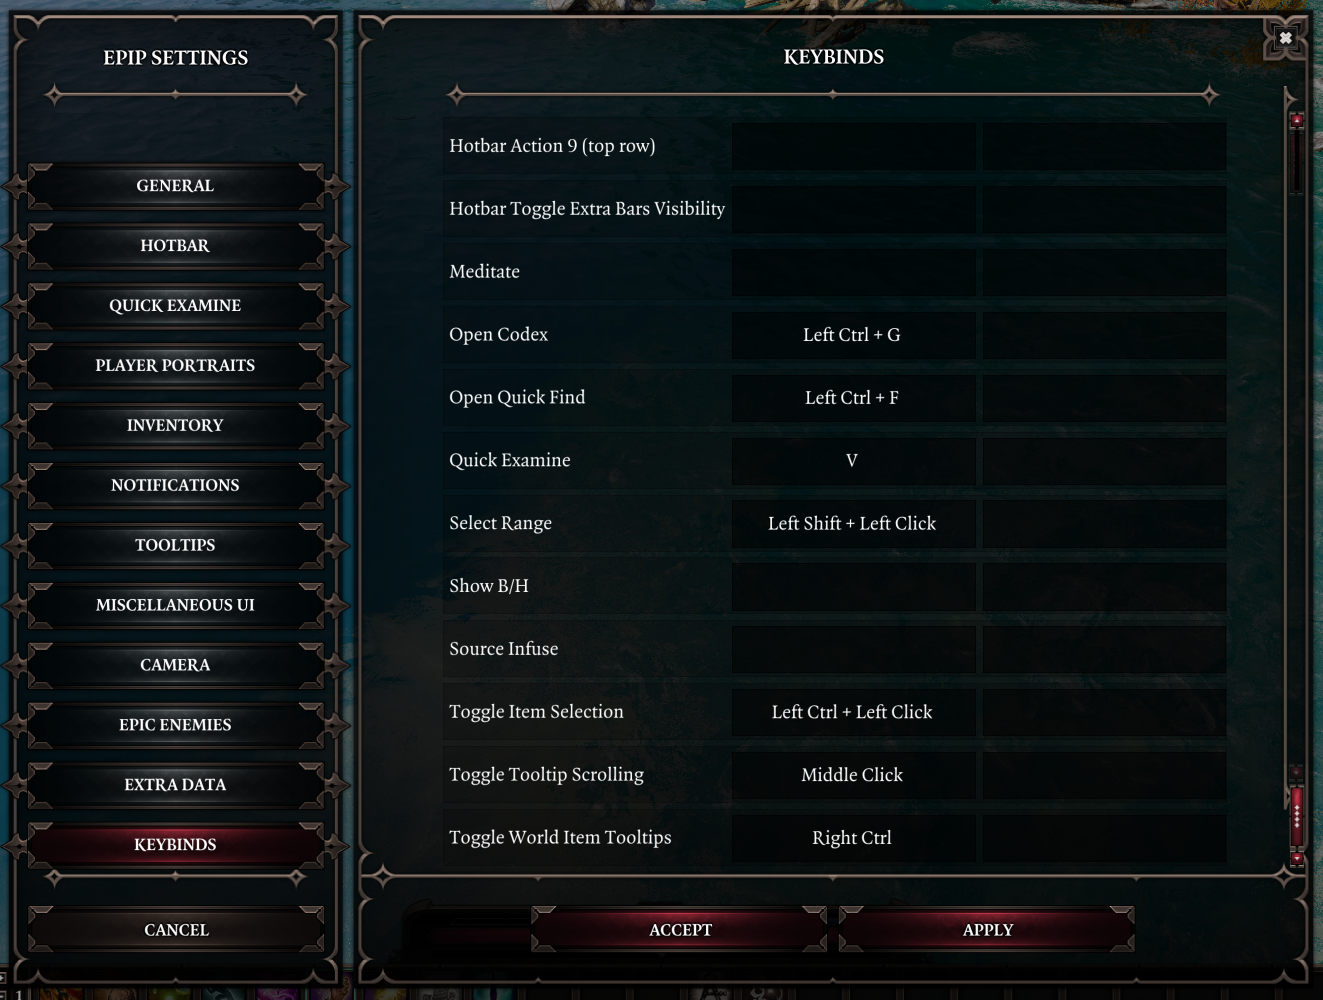 EPIP SETTINGS
GENERAL
HOTBAR
QUICK EXAMINE
PLAYER PORTRAITS
INVENTORY
NOTIFICATIONS
TOOLTIPS
MISCELLANEOUS UI
CAMERA
EPIC ENEMIES
EXTRA DATA
KEYBINDS
CANCEL
KEYBINDS
Hotbar Action 9 (top row)
Hotbar Toggle Extra Bars Visibility
Meditate
Open Codex Left Ctrl + G
Open Quick Find Left Ctrl + F
Quick Examine V
Select Range Left Shift + Left Click
Show B/H
Source Infuse
Toggle Item Selection Left Ctrl + Left Click
Toggle Tooltip Scrolling Middle Click
Toggle World Item Tooltips Right Ctrl
ACCEPT
APPLY
1